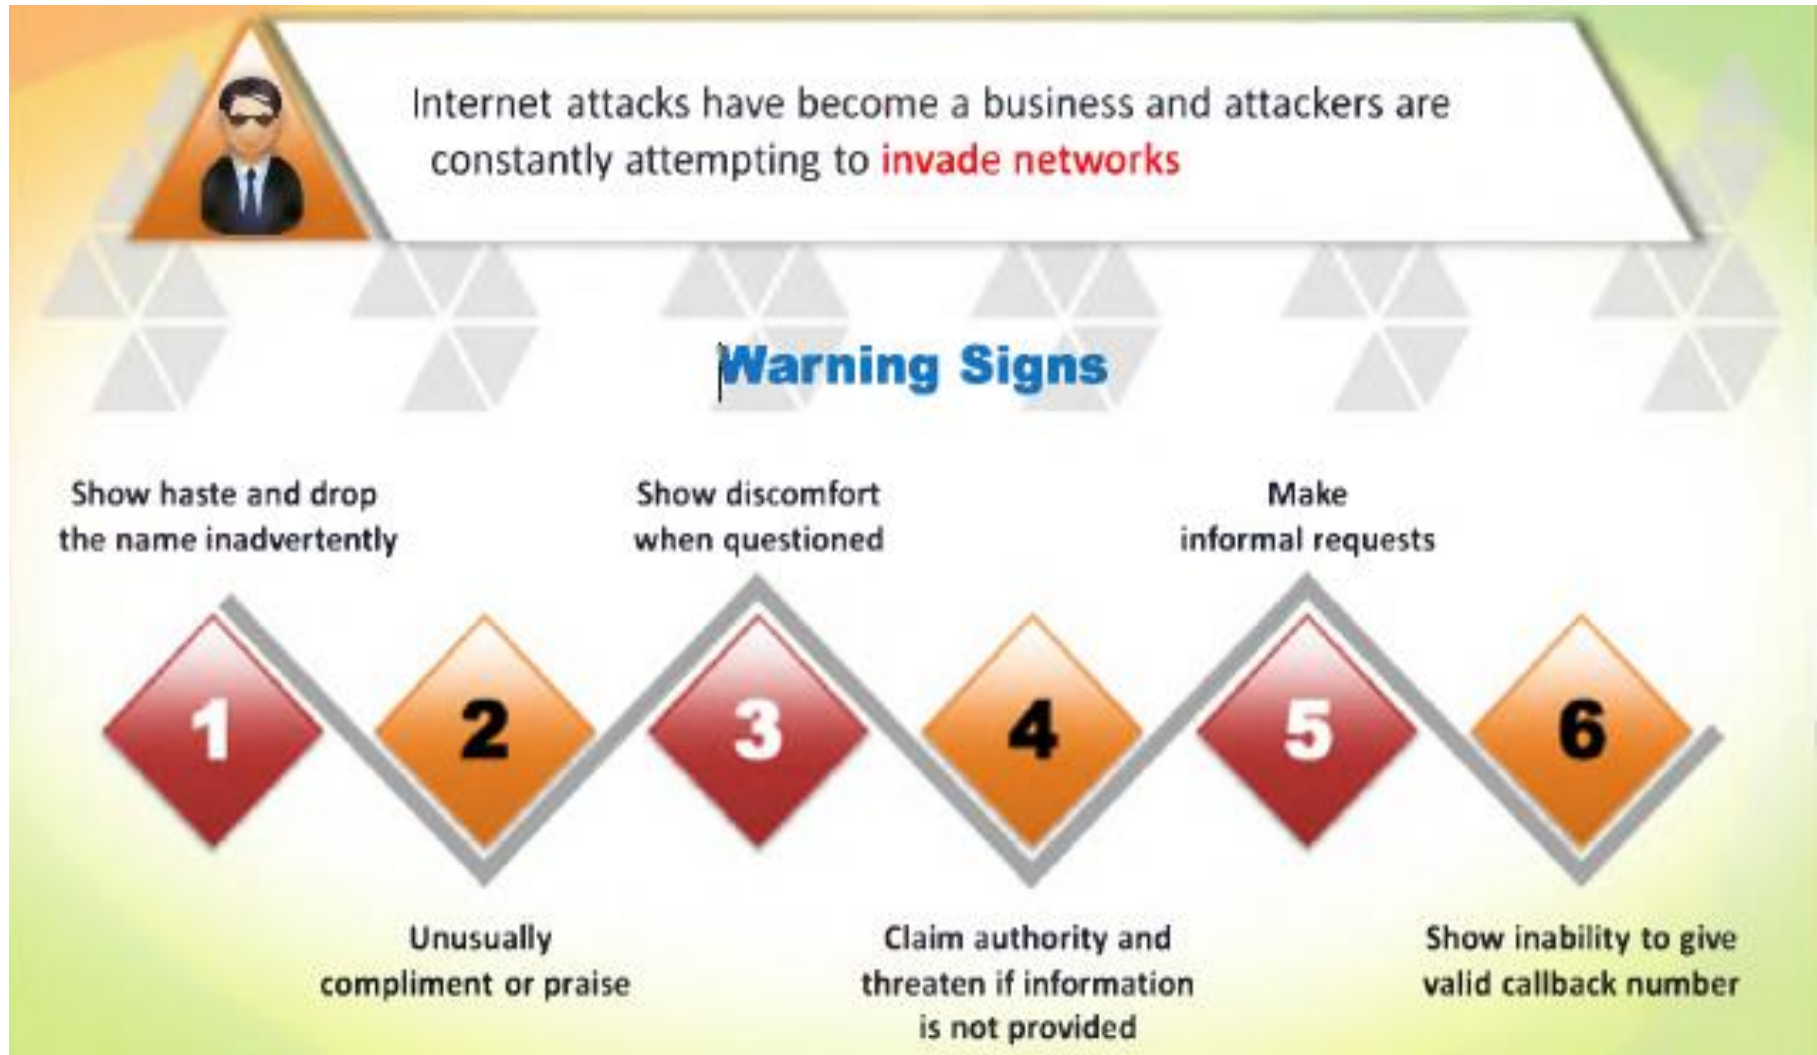 Internet attacks have become a business and attackers are
constantly attempting to invade networks
Warning Signs
Show haste and drop
the name inadvertently
1
Unusually
compliment or praise
2
Show discomfort
when questioned
3
Claim authority and
threaten if information
is not provided
4
Make
informal requests
5
Show inability to give
valid callback number
6